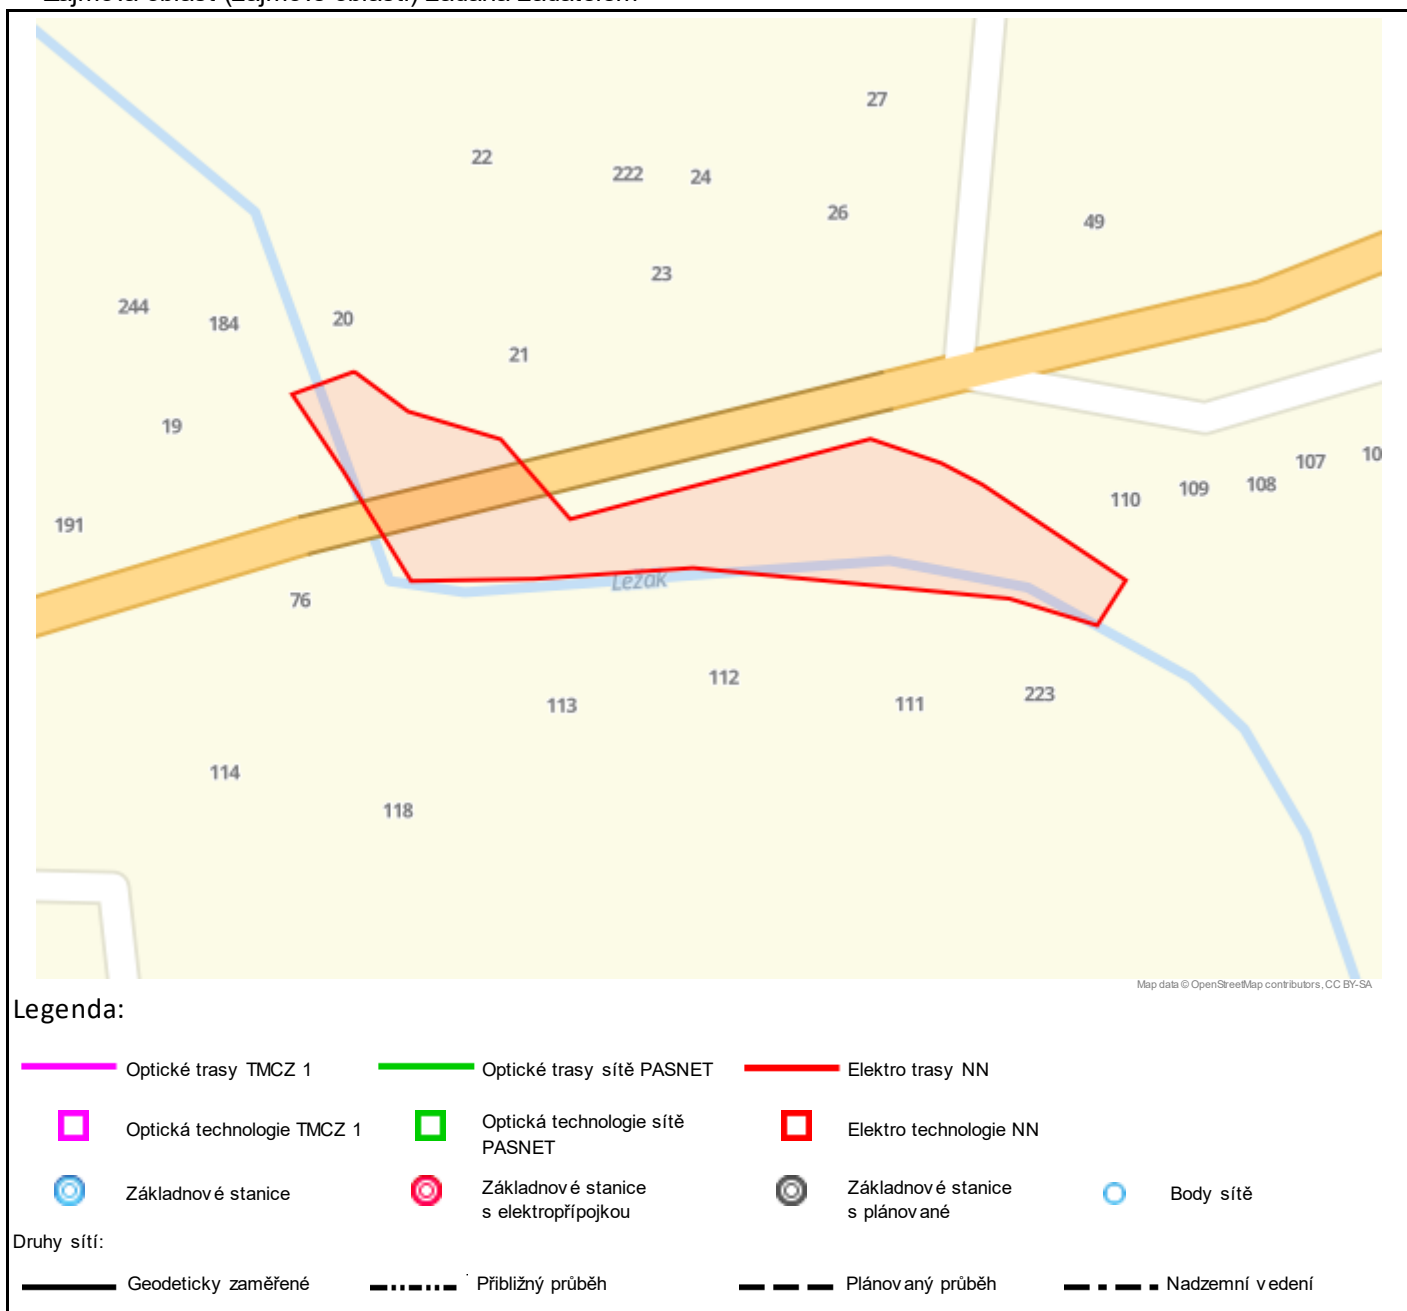 27
22
222
24
26
49
23
244
184
20
21
19
107
10
110
109
108
191
76
Ležák
112
113
111
223
114
118
Map data © OpenStreetMap contributors, CC BY-SA
Legenda:
Optické trasy TMCZ 1
Optické trasy sítě PASNET
Elektro trasy NN
Optická technologie TMCZ 1
Optická technologie sítě
PASNET
Elektro technologie NN
Základnové stanice
Základnové stanice
s elektropřípojkou
Základnové stanice
s plánované
Body sítě
Druhy sítí:
Geodeticky zaměřené
Přibližný průběh
Plánovaný průběh
Nadzemní vedení